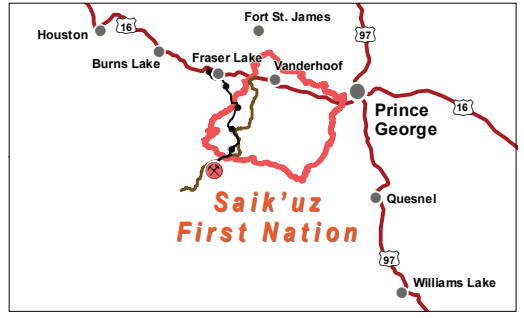 Fort St. James
Houston
16
97
Burns Lake
Fraser Lake
Vanderhoof
16
Prince
George
Saik'uz
First Nation
Quesnel
97
Williams Lake